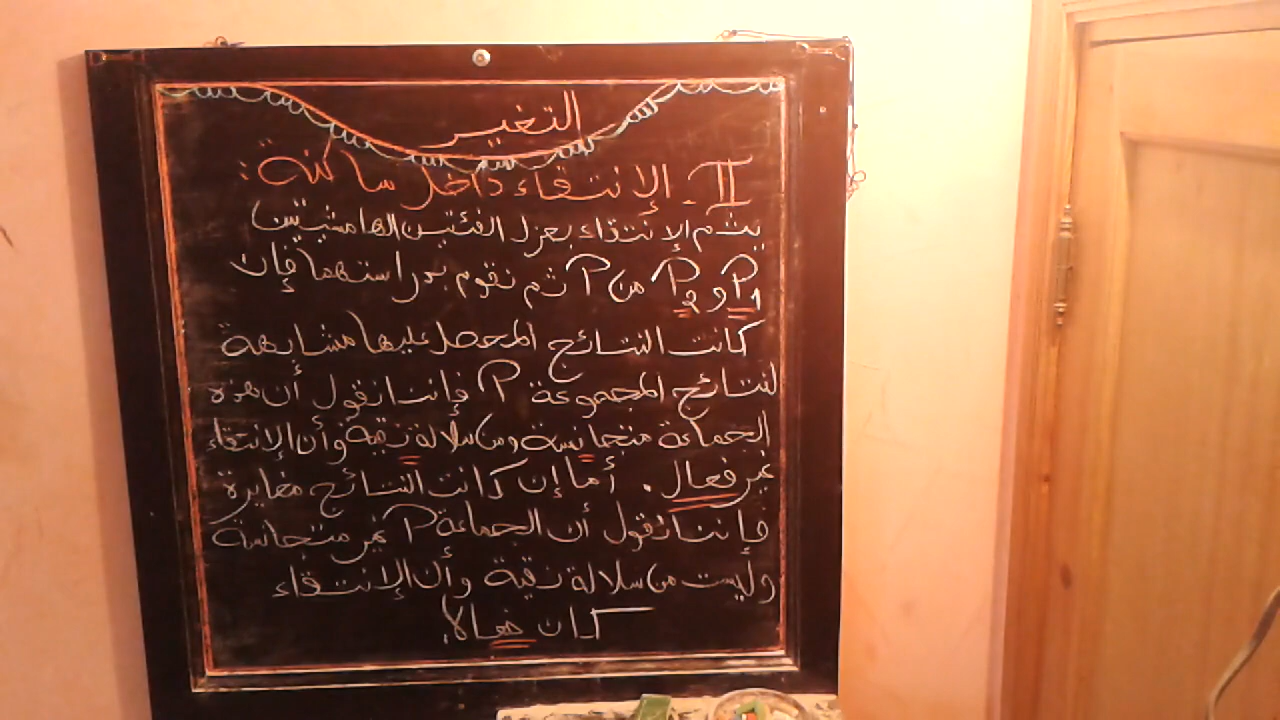 التغير
II. الإنتقاء داخل ساكنة:
يتم الإنتقاء بعزل الفئتين الهامشيتين
P1 و P2 من P ثم نقوم بدراستهما فإن
كانت النتائج المحصل عليها مشابهة
لنتائج المجموعة P فإننا نقول أن هذه
الجماعة متجانسة ومن سلالة نقية وأن الإنتقاء
غير فعال. أما إن كانت النتائج مغايرة
فإننا نقول أن الجماعة P غير متجانسة
وليست من سلالة نقية وأن الإنتقاء
كان فعالا.